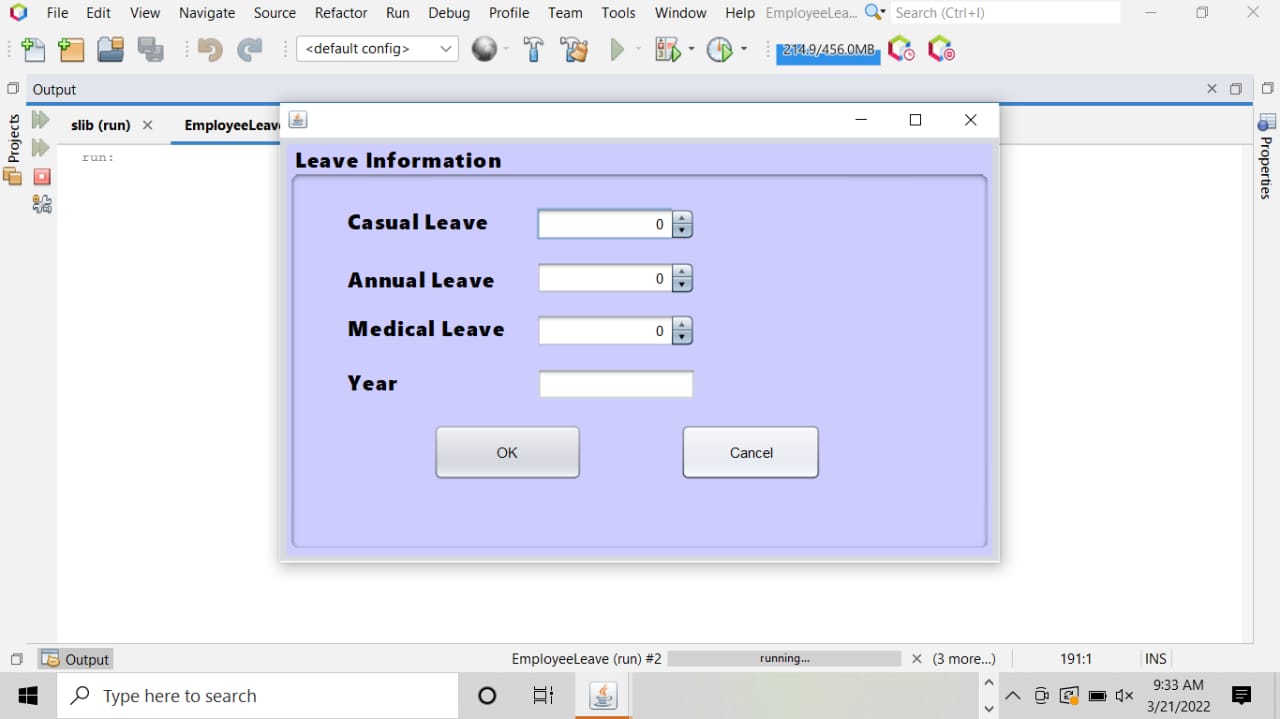 File Edit View Navigate Source Refactor Run Debug Profile Team Tools Window Help EmployeeLea... Search (Ctrl+I)
<default config>
214.9/456.0MB
Output
Projects
slib (run)
EmployeeLeav
Properties
run:
Leave Information
Casual Leave 0
Annual Leave 0
Medical Leave 0
Year
OK Cancel
Output EmployeeLeave (run) #2 running... (3 more...) 191:1 INS
Type here to search
9:33 AM
3/21/2022